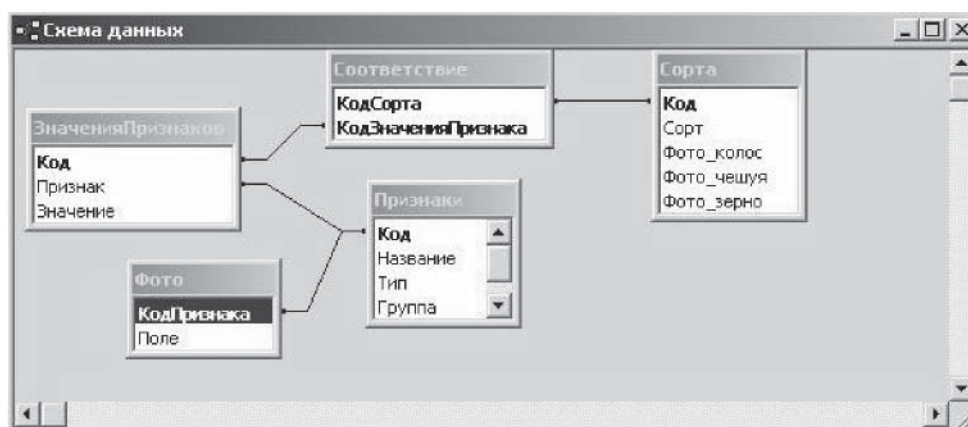 Схема данных
Соответствие
КодСорта
КодЗначенияПризнака
Сорта
Код
Сорт
Фото_колос
Фото_чешуя
Фото_зерно
ЗначенияПризнаков
Код
Признак
Значение
Признаки
Код
Название
Тип
Группа
Фото
КодПризнака
Поле